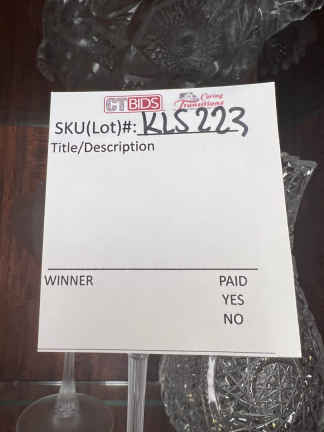 CTBIDS Caring Transitions
SKU(Lot)#: KLS 223
Title/Description
WINNER PAID
YES
NO